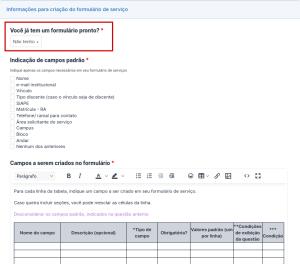 Informações para criação do formulário de serviço
Você já tem um formulário pronto? *
Não tenho
Indicação de campos padrão *
Indique apenas os campos necessários em seu formulário de serviços
Nome
e-mail institucional
Vínculo
Tipo discente (caso o vínculo seja de discente)
SIAPE
Matrícula - RA
Telefone/ ramal para contato
Área solicitante do serviço
Campus
Bloco
Andar
Nenhum dos anteriores
Campos a serem criados no formulário *
Parágrafo
B I A
Para cada linha da tabela, indique um campo a ser criado em seu formulário de serviço.
Caso queira incluir seções, você pode mesclar as células da linha.
Desconsiderar os campos padrão, indicados na questão anterior
Nome do campo
Descrição (opcional)
*Tipo de campo
Obrigatório?
Valores padrão (um por linha)
**Condições de exibição da questão
*** Condição